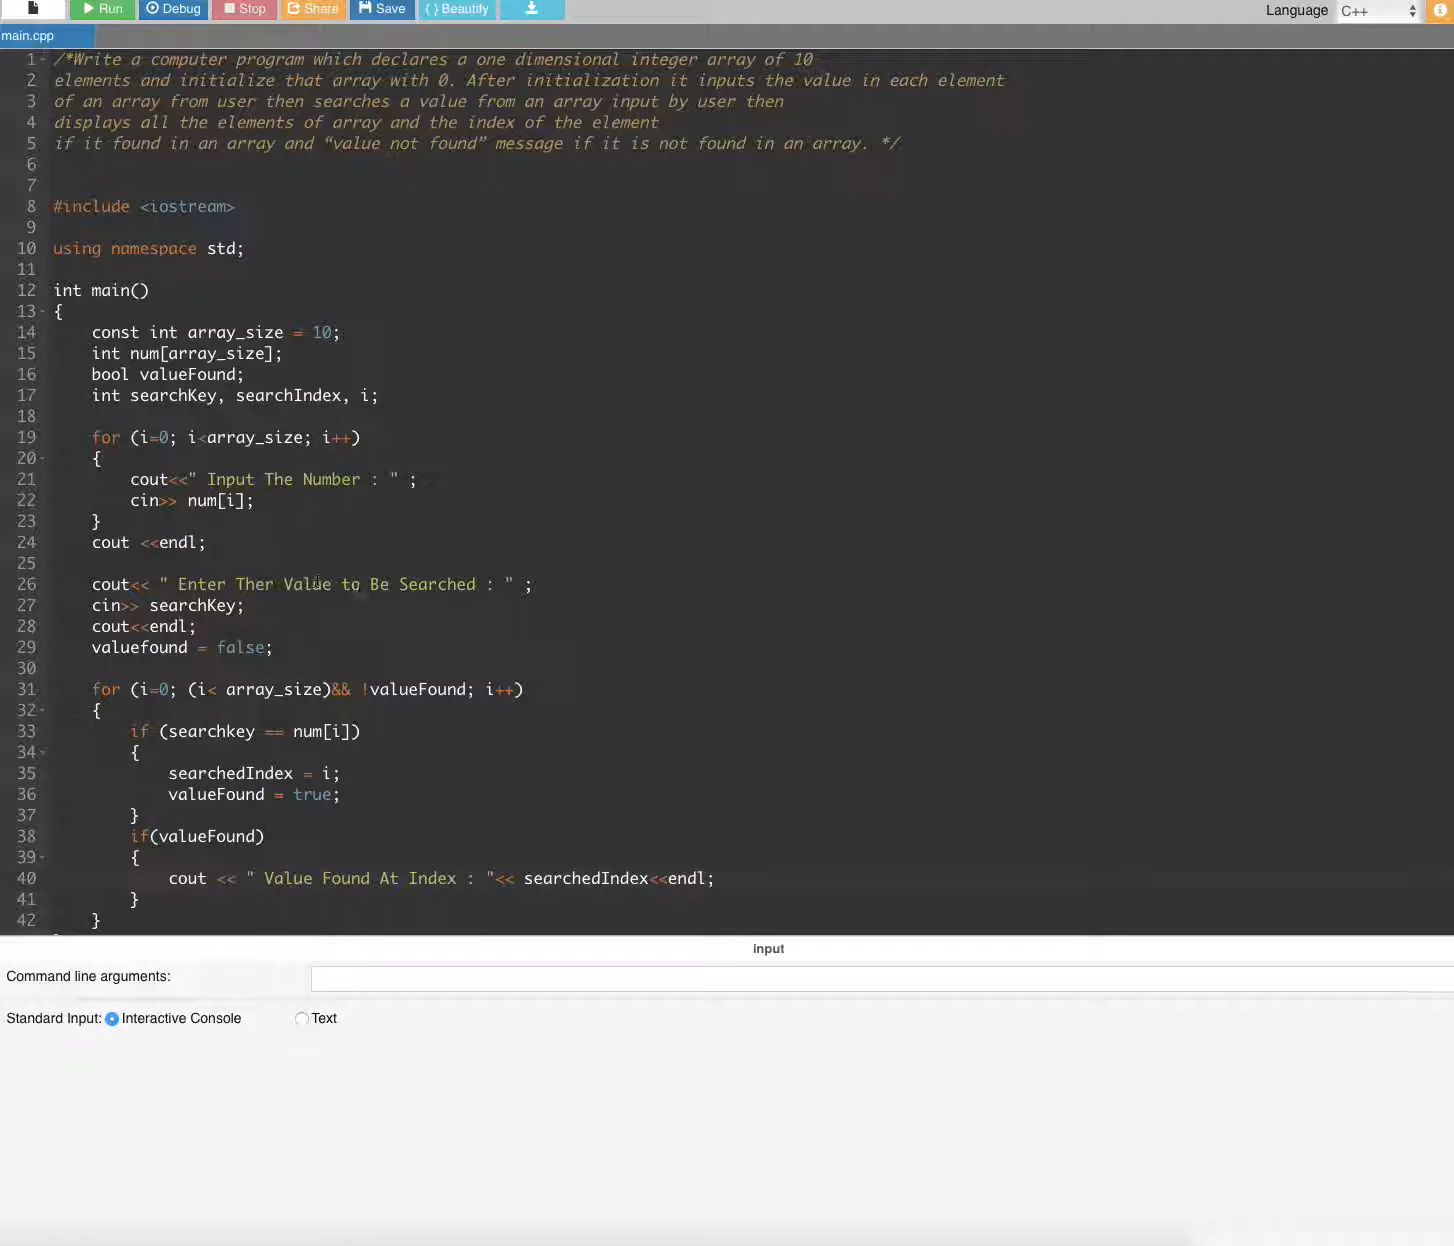 Run Debug Stop Share Save { } Beautify Language C++
main.cpp
1 /*Write a computer program which declares a one dimensional integer array of 10
2 elements and initialize that array with 0. After initialization it inputs the value in each element
3 of an array from user then searches a value from an array input by user then
4 displays all the elements of array and the index of the element
5 if it found in an array and “value not found” message if it is not found in an array. */
6
7
8 #include <iostream>
9
10 using namespace std;
11
12 int main()
13 {
14 const int array_size = 10;
15 int num[array_size];
16 bool valueFound;
17 int searchKey, searchIndex, i;
18
19 for (i=0; i<array_size; i++)
20 {
21 cout<<" Input The Number : " ;
22 cin>> num[i];
23 }
24 cout <<endl;
25
26 cout<< " Enter Ther Value to Be Searched : " ;
27 cin>> searchKey;
28 cout<<endl;
29 valuefound = false;
30
31 for (i=0; (i< array_size)&& !valueFound; i++)
32 {
33 if (searchkey == num[i])
34 {
35 searchedIndex = i;
36 valueFound = true;
37 }
38 if(valueFound)
39 {
40 cout << " Value Found At Index : "<< searchedIndex<<endl;
41 }
42 }
input
Command line arguments:
Standard Input: Interactive Console Text